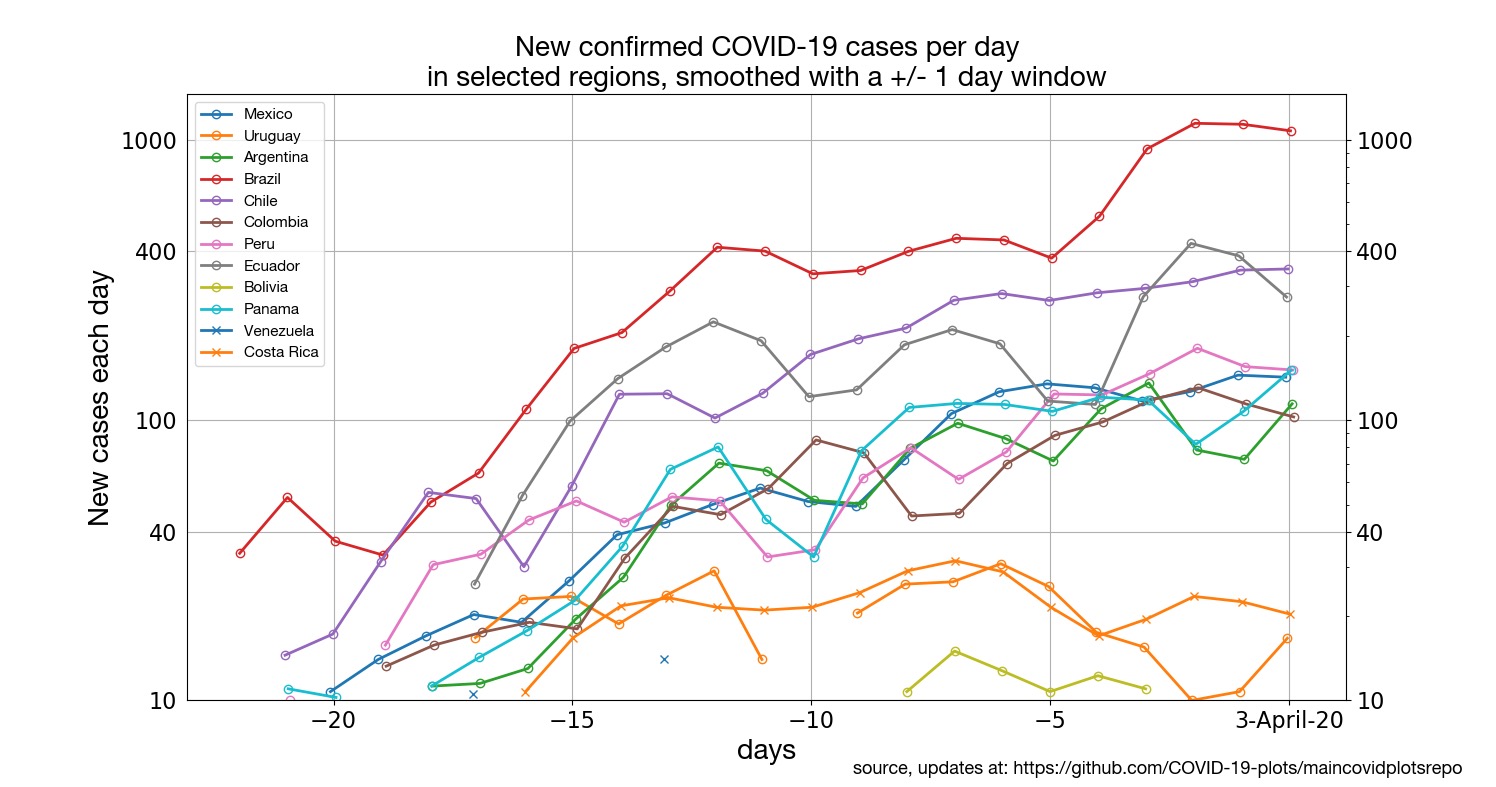 New confirmed COVID-19 cases per day
in selected regions, smoothed with a +/- 1 day window
Mexico
Uruguay
Argentina
Brazil
Chile
Colombia
Peru
Ecuador
Bolivia
Panama
Venezuela
Costa Rica
New cases each day
1000
400
100
40
10
1000
400
100
40
10
−20
−15
−10
−5
3-April-20
days
source, updates at: https://github.com/COVID-19-plots/maincovidplotsrepo